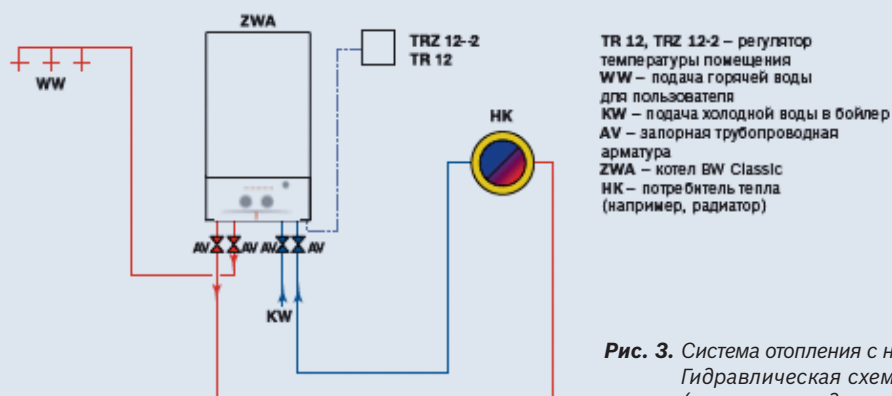 ZWA
TRZ 12--2
TR 12
WW
HK
AV AV AV AV
KW
TR 12, TRZ 12-2 – регулятор
температуры помещения
WW – подача горячей воды
для пользователя
KW – подача холодной воды в бойлер
AV – запорная трубопроводная
арматура
ZWA – котел BW Classic
HK – потребитель тепла
(например, радиатор)
Рис. 3. Система отопления с н
Гидравлическая схем